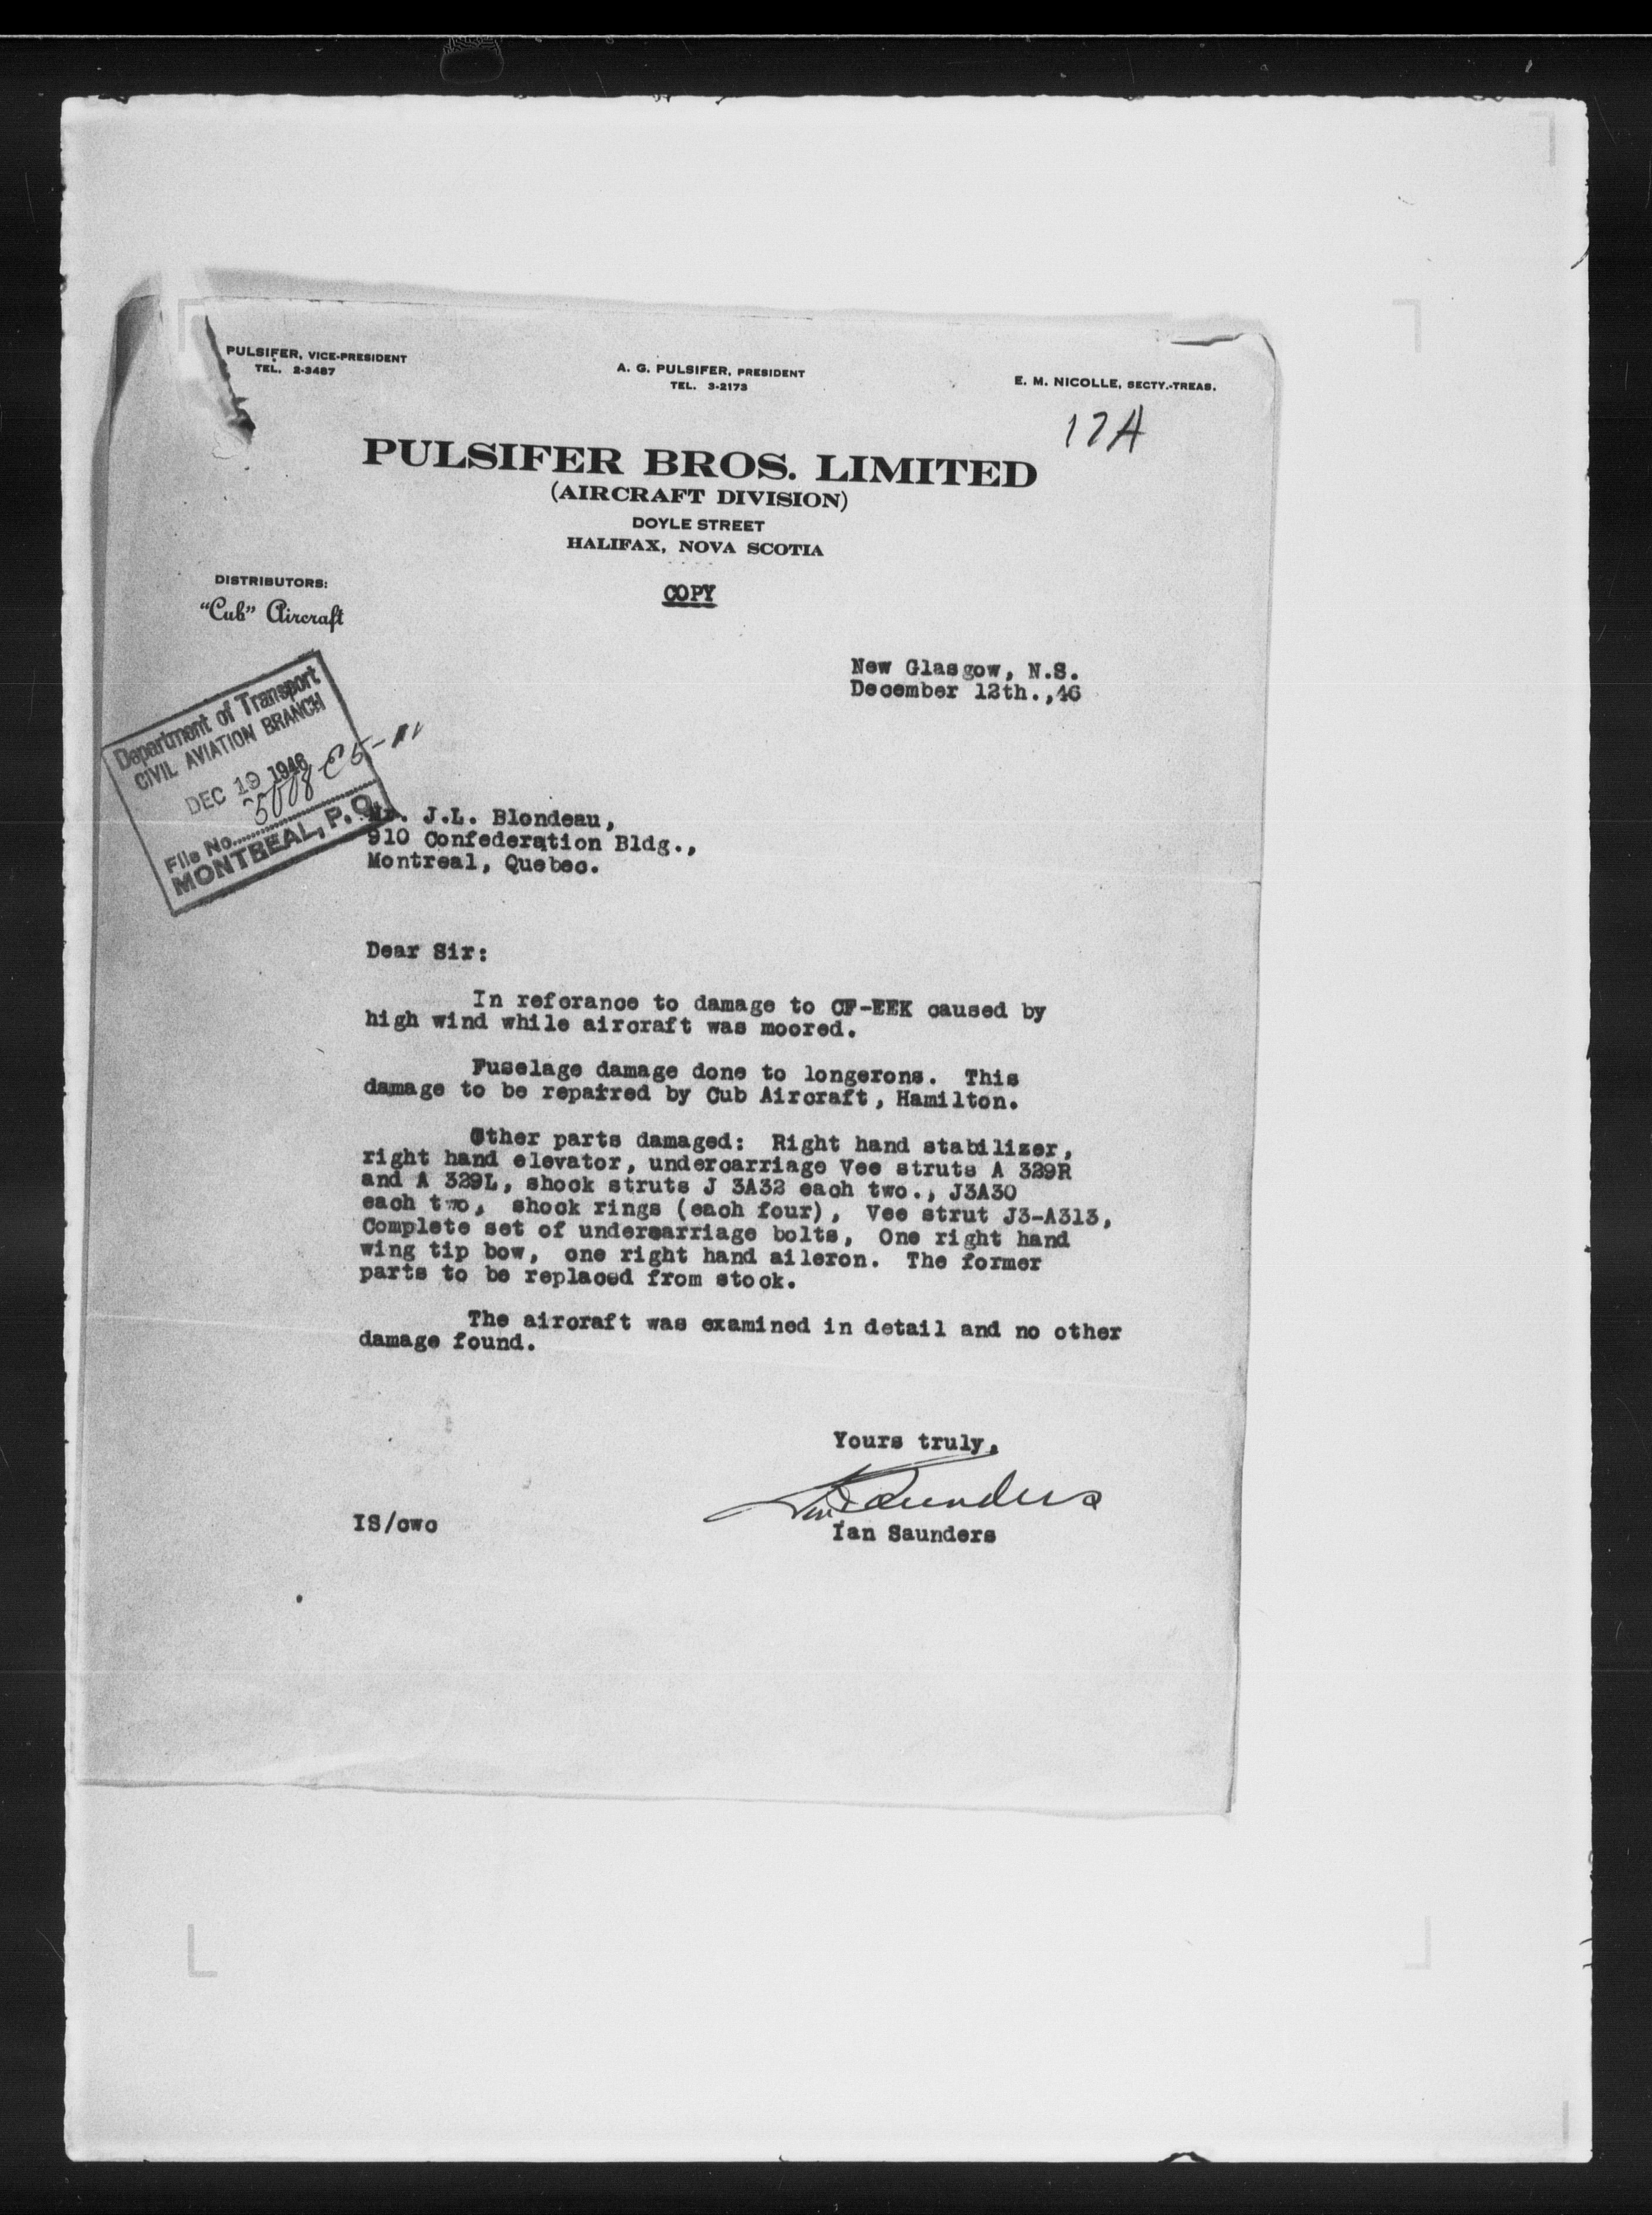 PULSIFER, VICE-PRESIDENT
TEL. 2-3487
A. G. PULSIFER, PRESIDENT
TEL. 3-2173
E. M. NICOLLE, SECTY.-TREAS.
17A
PULSIFER BROS. LIMITED
(AIRCRAFT DIVISION)
DOYLE STREET
HALIFAX, NOVA SCOTIA
DISTRIBUTORS:
"Cub" Aircraft
COPY
New Glasgow, N.S.
December 12th.,46
Department of Transport
CIVIL AVIATION BRANCH
DEC 19 1946
File No.
MONTREAL, P.Q.
Mr. J.L. Blondeau,
910 Confederation Bldg.,
Montreal, Quebec.
Dear Sir:
In referance to damage to CF-EEK caused by
high wind while aircraft was moored.
Fuselage damage done to longerons. This
damage to be repaired by Cub Aircraft, Hamilton.
Other parts damaged: Right hand stabilizer,
right hand elevator, undercarriage Vee struts A 329R
and A 329L, shock struts J 3A32 each two., J3A30
each two, shock rings (each four), Vee strut J3-A313,
Complete set of undercarriage bolts, One right hand
wing tip bow, one right hand aileron. The former
parts to be replaced from stock.
The aircraft was examined in detail and no other
damage found.
Yours truly,
Ian Saunders
IS/cwc
Ian Saunders